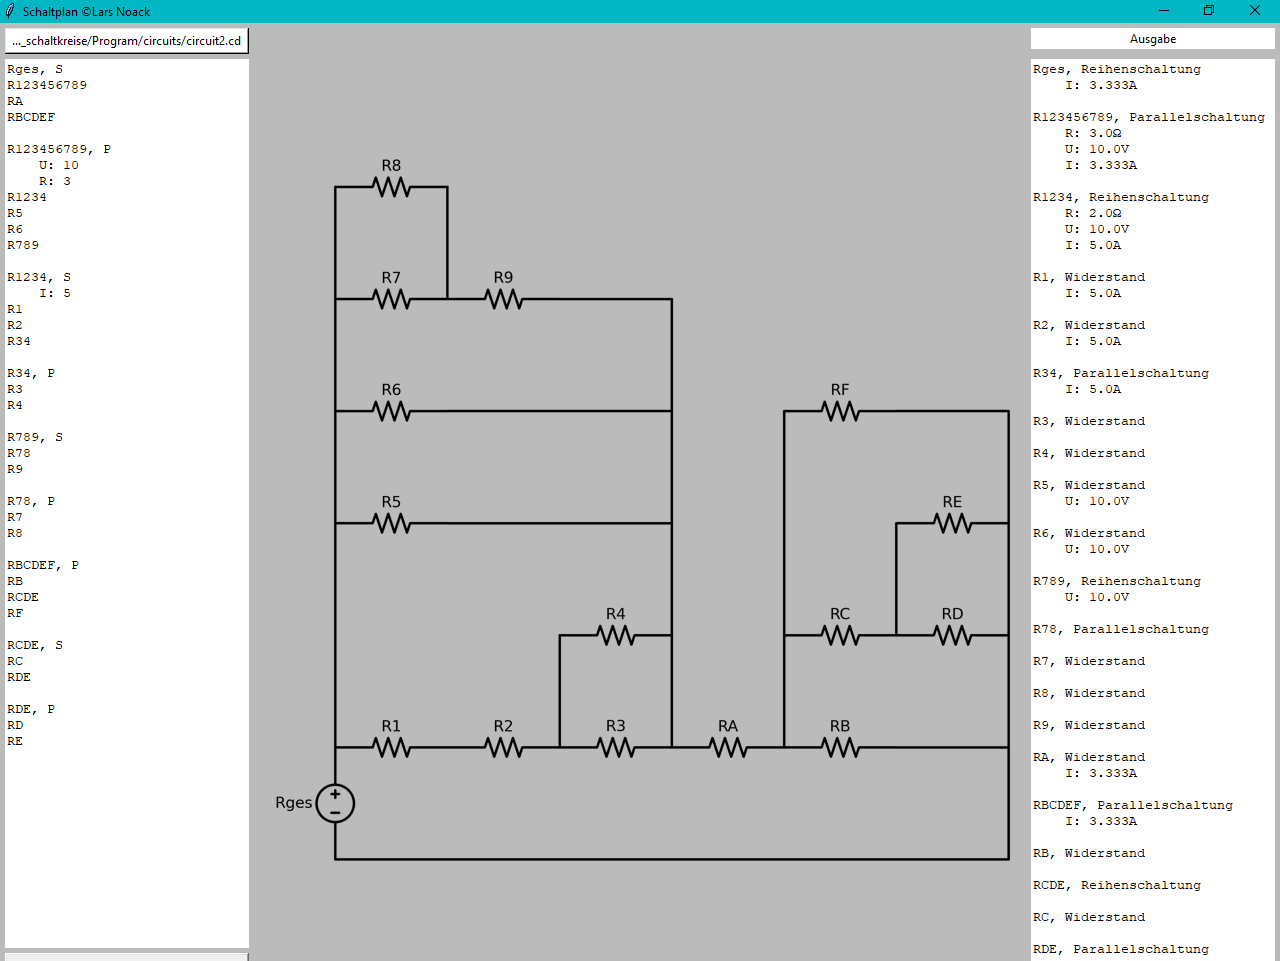 Schaltplan ©Lars Noack
..._schaltkreise/Program/circuits/circuit2.cd
Rges, S
R123456789
RA
RBCDEF
R123456789, P
U: 10
R: 3
R1234
R5
R6
R789
R1234, S
I: 5
R1
R2
R34
R34, P
R3
R4
R789, S
R78
R9
R78, P
R7
R8
RBCDEF, P
RB
RCDE
RF
RCDE, S
RC
RDE
RDE, P
RD
RE
R8
R7 R9
R6 RF
R5 RE
R4 RC RD
R1 R2 R3 RA RB
Rges
Ausgabe
Rges, Reihenschaltung
I: 3.333A
R123456789, Parallelschaltung
R: 3.0Ω
U: 10.0V
I: 3.333A
R1234, Reihenschaltung
R: 2.0Ω
U: 10.0V
I: 5.0A
R1, Widerstand
I: 5.0A
R2, Widerstand
I: 5.0A
R34, Parallelschaltung
I: 5.0A
R3, Widerstand
R4, Widerstand
R5, Widerstand
U: 10.0V
R6, Widerstand
U: 10.0V
R789, Reihenschaltung
U: 10.0V
R78, Parallelschaltung
R7, Widerstand
R8, Widerstand
R9, Widerstand
RA, Widerstand
I: 3.333A
RBCDEF, Parallelschaltung
I: 3.333A
RB, Widerstand
RCDE, Reihenschaltung
RC, Widerstand
RDE, Parallelschaltung